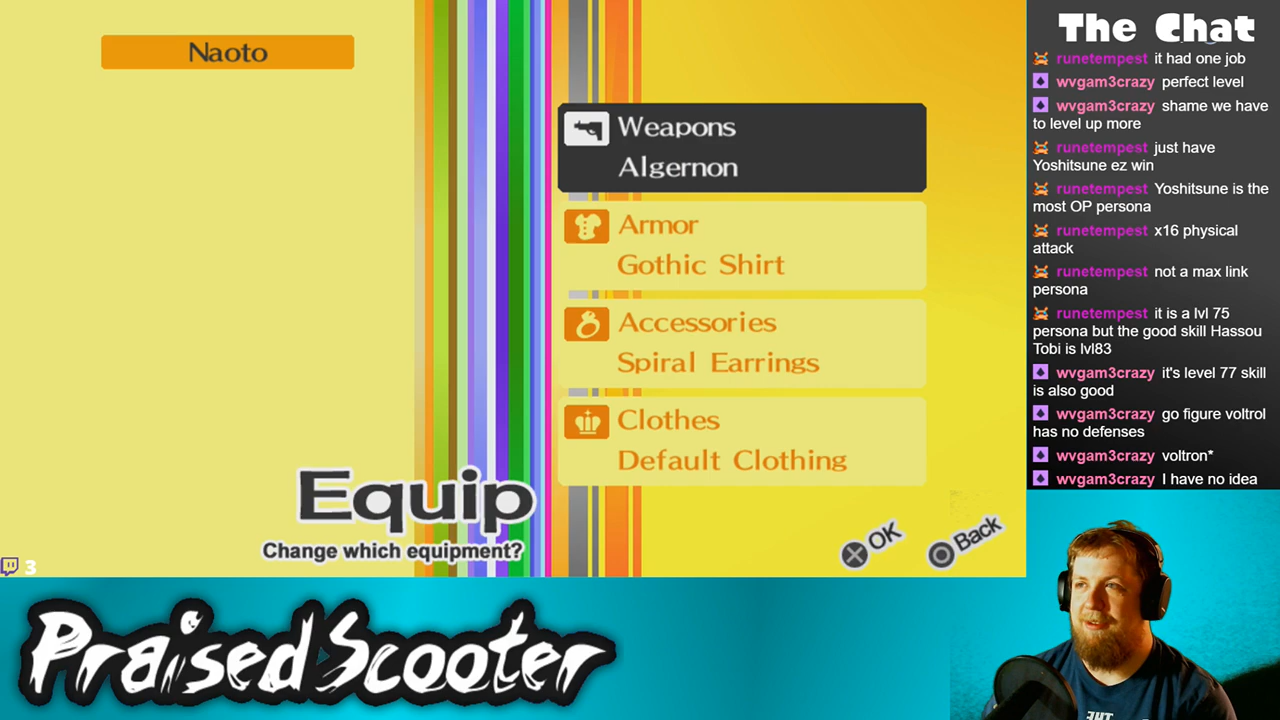 Naoto
Weapons
Algernon
Armor
Gothic Shirt
Accessories
Spiral Earrings
Clothes
Default Clothing
Equip
Change which equipment?
OK
Back
3
PraisedScooter
The Chat
runetempest it had one job
wvgam3crazy perfect level
wvgam3crazy shame we have
to level up more
runetempest just have
Yoshitsune ez win
runetempest Yoshitsune is the
most OP persona
runetempest x16 physical
attack
runetempest not a max link
persona
runetempest it is a lvl 75
persona but the good skill Hassou
Tobi is lvl83
wvgam3crazy it's level 77 skill
is also good
wvgam3crazy go figure voltrol
has no defenses
wvgam3crazy voltron*
wvgam3crazy I have no idea
THE